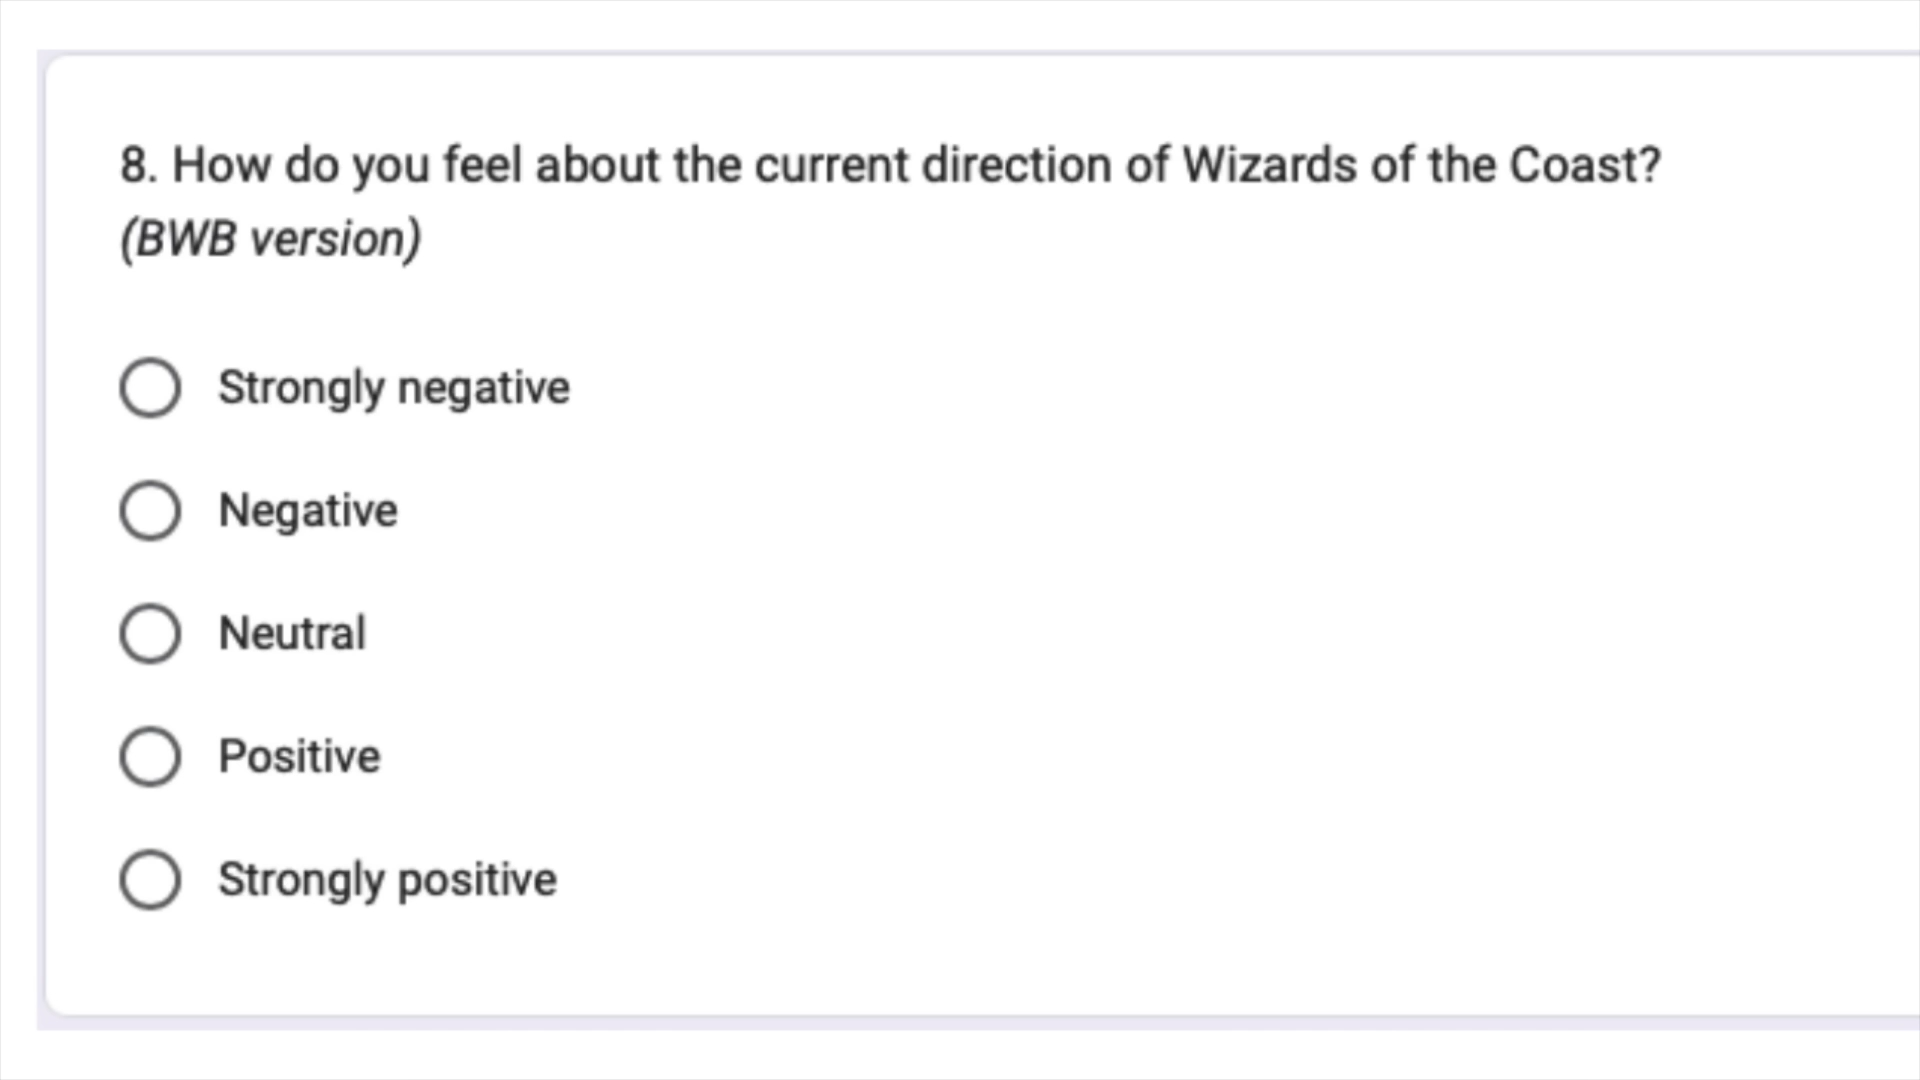 8. How do you feel about the current direction of Wizards of the Coast?
(BWB version)
Strongly negative
Negative
Neutral
Positive
Strongly positive